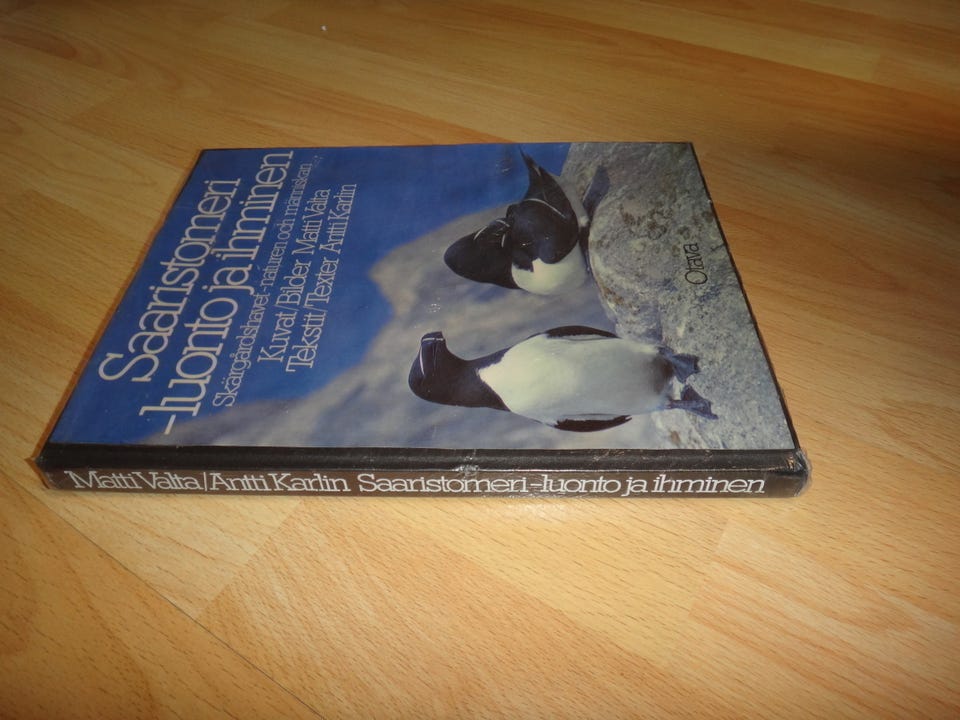 Saaristomeri
-luonto ja ihminen
Skärgårdshavet-naturen och människan
Kuvat/Bilder Matti Valta
Tekstit/Texter Antti Karlin
Orava
Matti Valta/Antti Karlin Saaristomeri-luonto ja ihminen